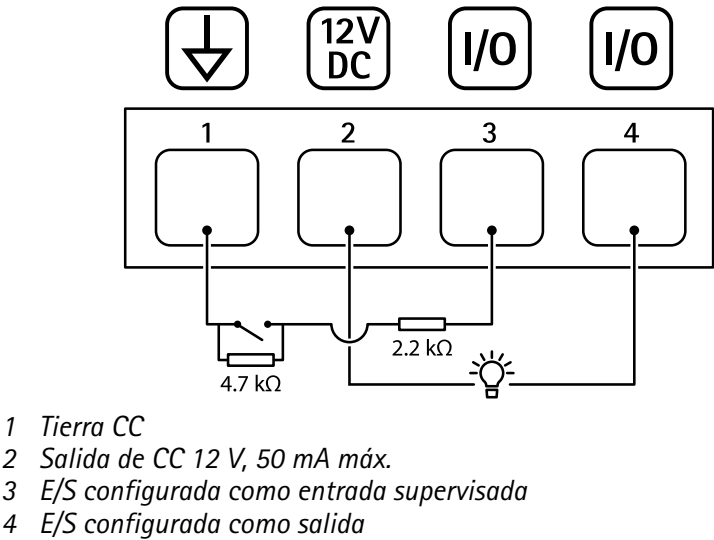 12V
DC
I/O
I/O
1
2
3
4
2.2 kΩ
4.7 kΩ
1 Tierra CC
2 Salida de CC 12 V, 50 mA máx.
3 E/S configurada como entrada supervisada
4 E/S configurada como salida